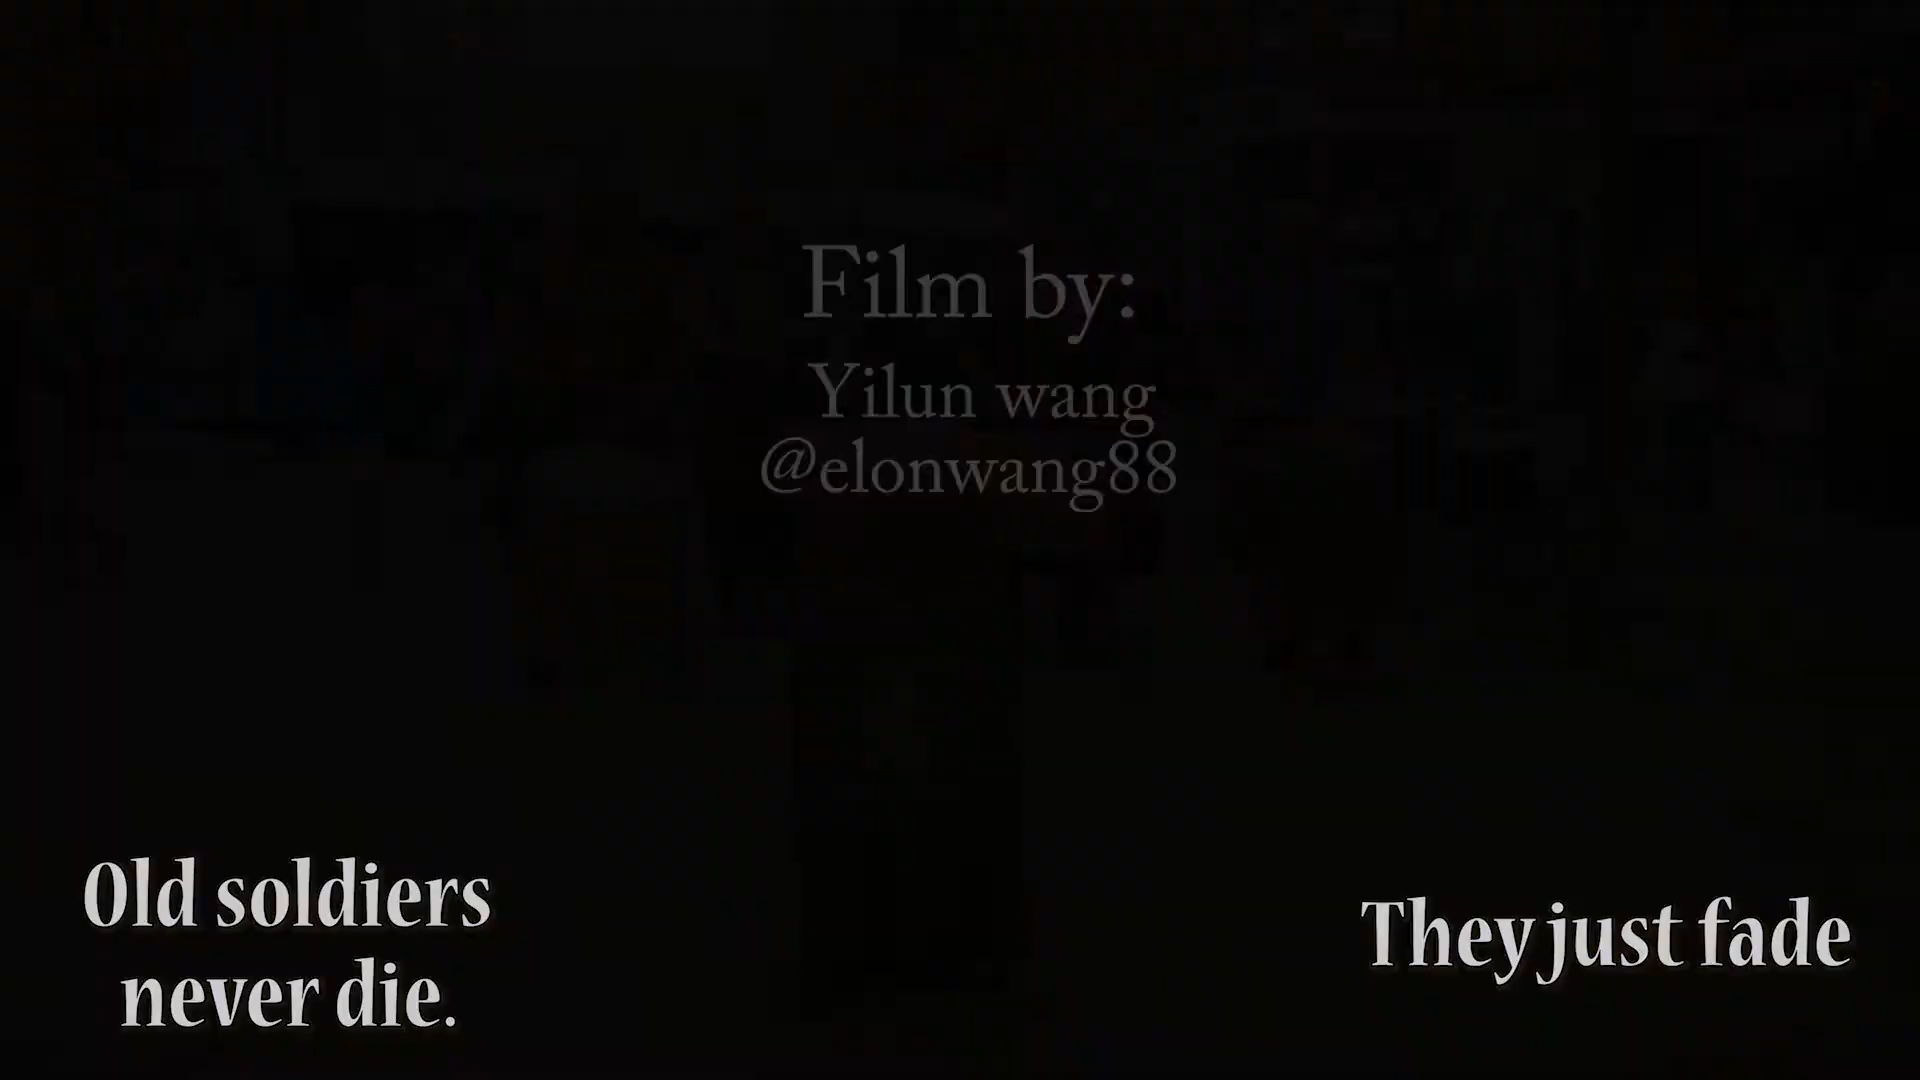 Film by:
Yilun wang
@elonwang88
Old soldiers
never die.
They just fade